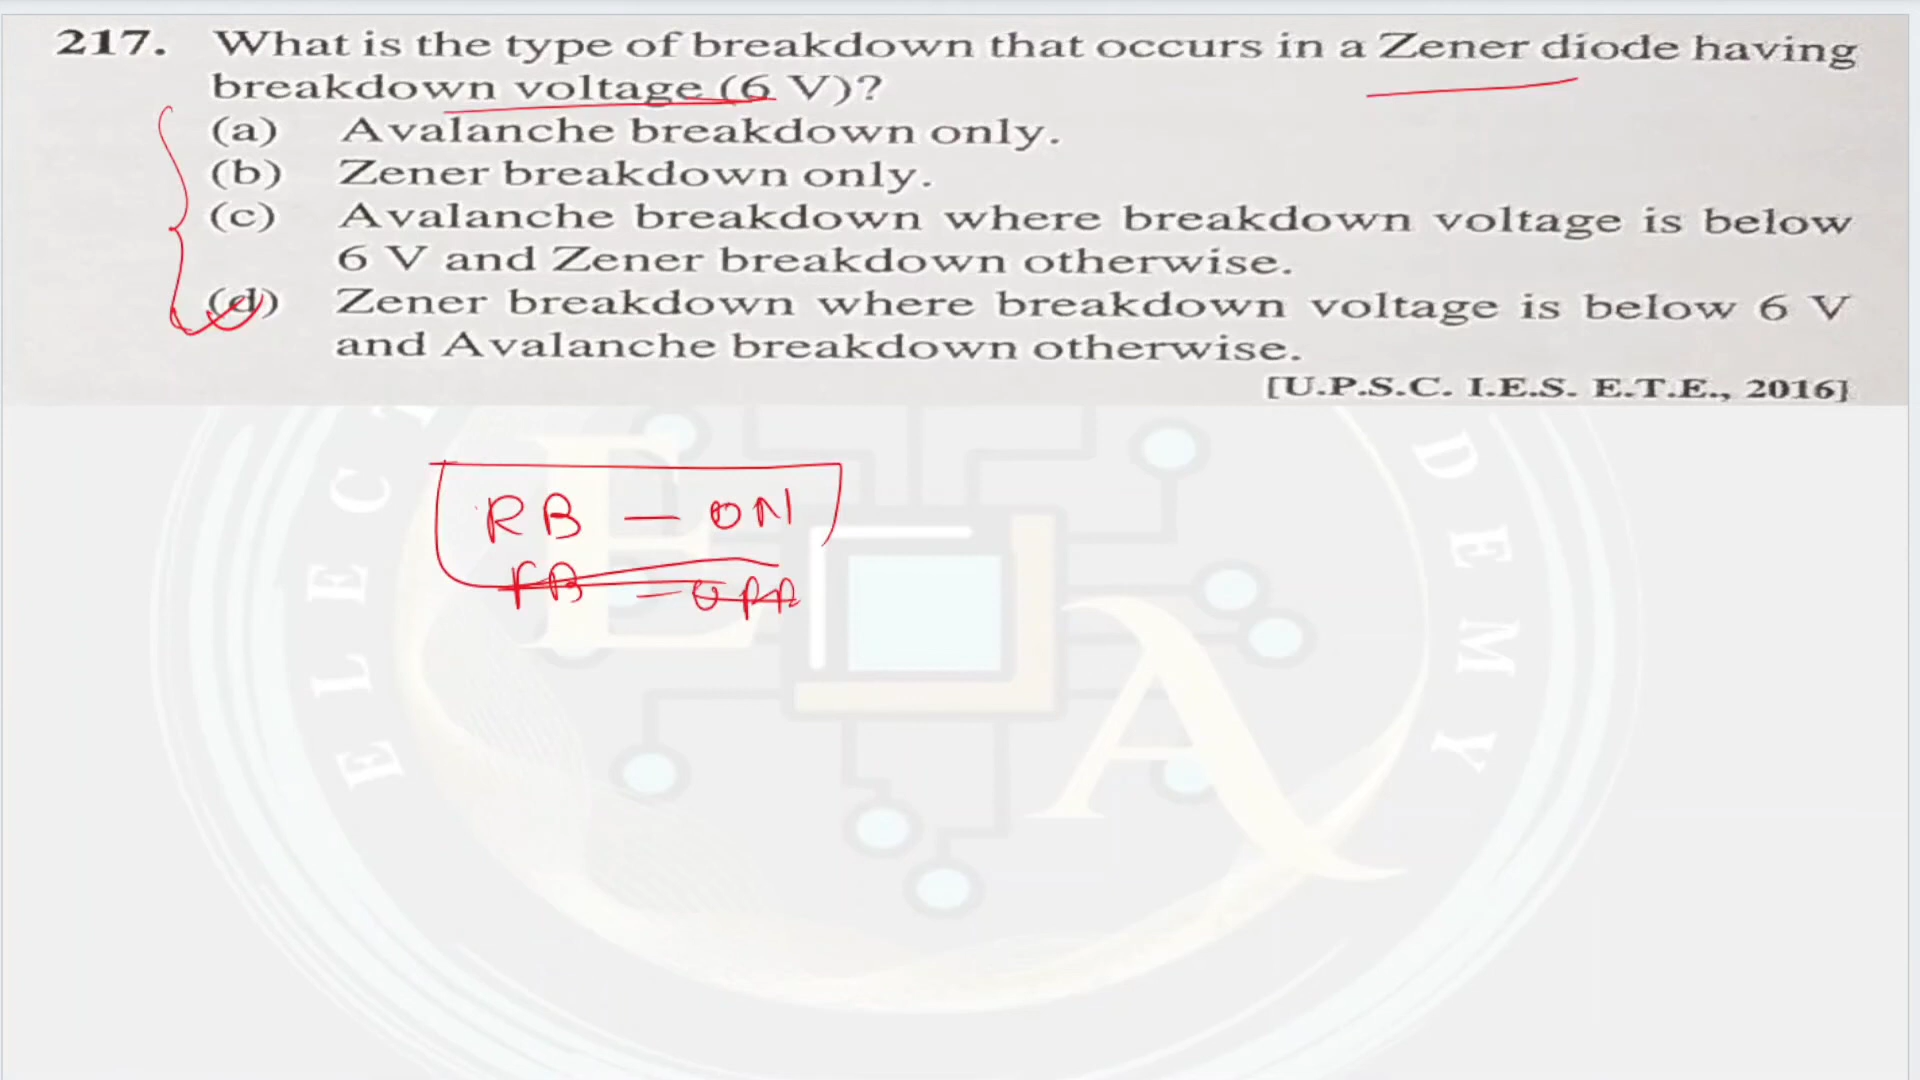 217. What is the type of breakdown that occurs in a Zener diode having
breakdown voltage (6 V)?
(a) Avalanche breakdown only.
(b) Zener breakdown only.
(c) Avalanche breakdown where breakdown voltage is below
6 V and Zener breakdown otherwise.
(d) Zener breakdown where breakdown voltage is below 6 V
and Avalanche breakdown otherwise.
[U.P.S.C. I.E.S. E.T.E., 2016]
RB — ON
FB —
E
A
ELEC
DEMY